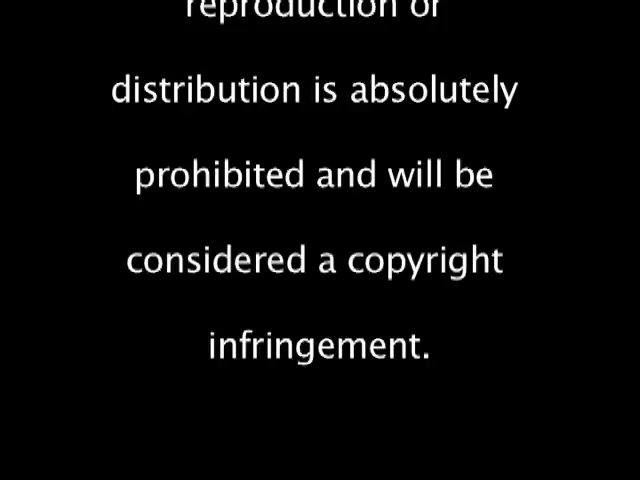 reproduction or
distribution is absolutely
prohibited and will be
considered a copyright
infringement.